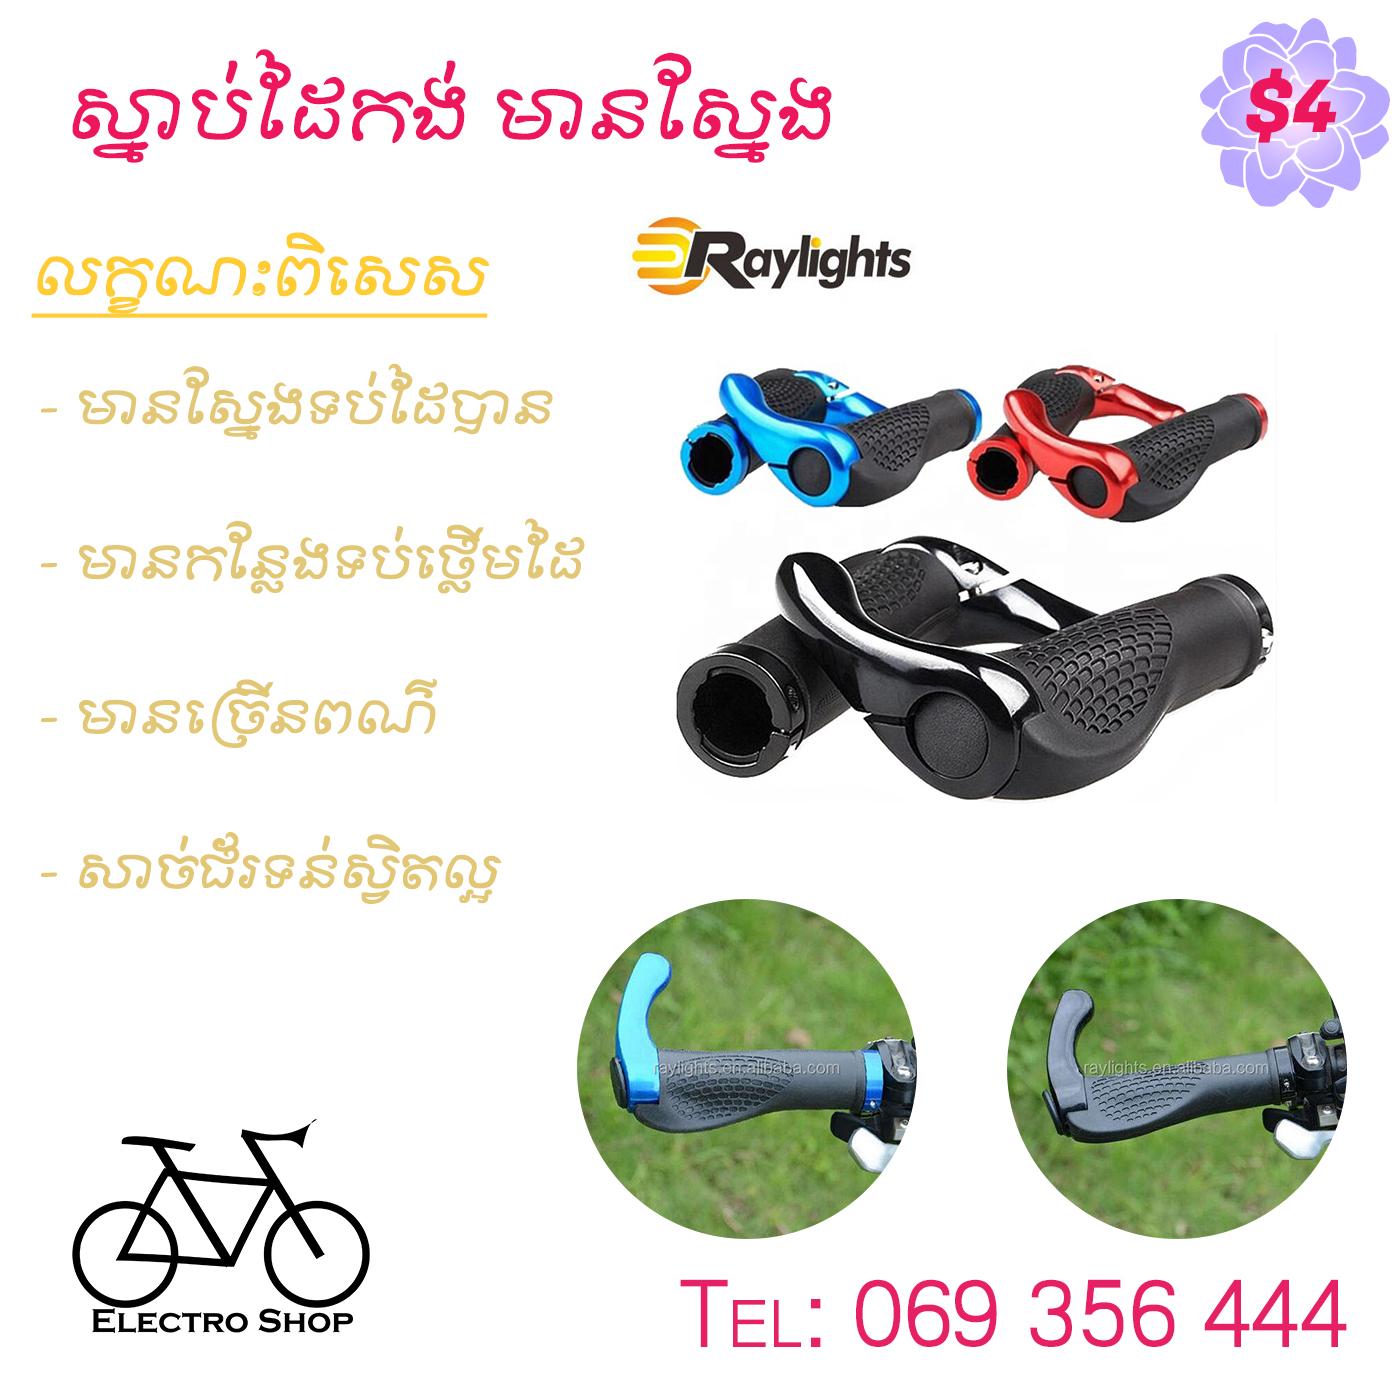 ស្នាប់ដៃកង់ មានស្នែង
$4
លក្ខណះពិសេស
Raylights
- មានស្នែងទប់ដៃបាន
- មានកន្លែងទប់ថ្លើមដៃ
- មានច្រើនពណ៌
- សាច់ជ័រទន់ស្វិតល្អ
raylights.en.alibaba.com
raylights.en.alibaba.com
ELECTRO SHOP
TEL: 069 356 444